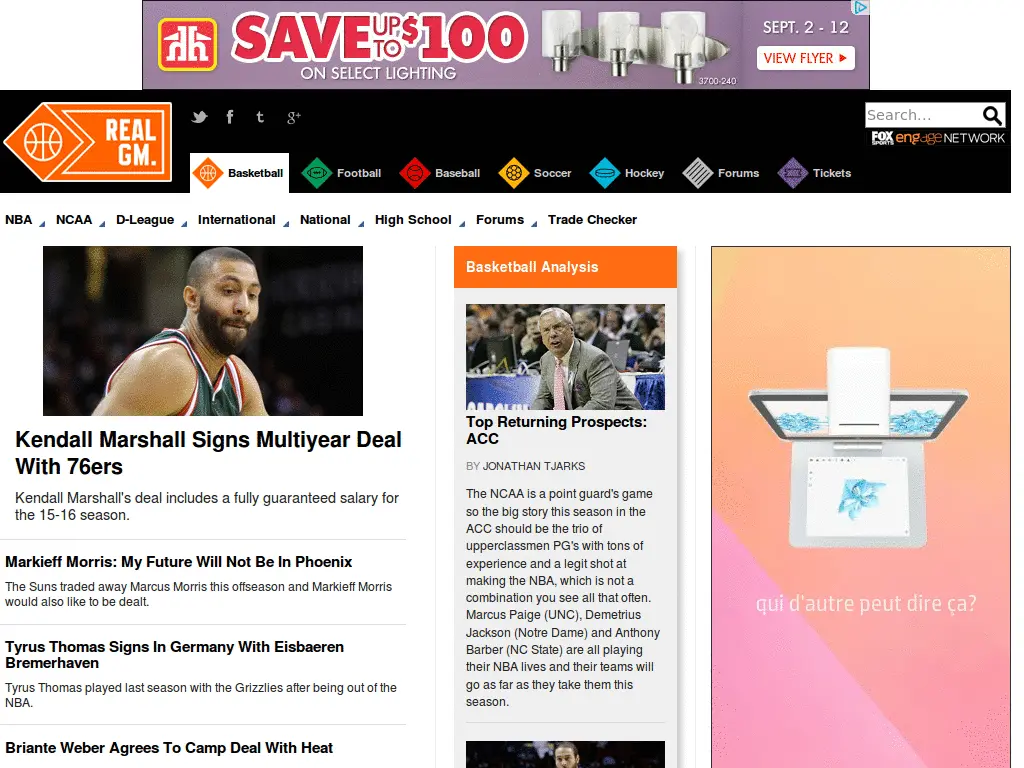 SAVE UP TO $100
ON SELECT LIGHTING
3700-240
SEPT. 2 - 12
VIEW FLYER
REAL
GM.
t
g+
Search...
FOX SPORTS engage NETWORK
Basketball
Football
Baseball
Soccer
Hockey
Forums
Tickets
NBA
NCAA
D-League
International
National
High School
Forums
Trade Checker
Kendall Marshall Signs Multiyear Deal
With 76ers
Kendall Marshall's deal includes a fully guaranteed salary for
the 15-16 season.
Markieff Morris: My Future Will Not Be In Phoenix
The Suns traded away Marcus Morris this offseason and Markieff Morris
would also like to be dealt.
Tyrus Thomas Signs In Germany With Eisbaeren
Bremerhaven
Tyrus Thomas played last season with the Grizzlies after being out of the
NBA.
Briante Weber Agrees To Camp Deal With Heat
Basketball Analysis
Top Returning Prospects:
ACC
BY JONATHAN TJARKS
The NCAA is a point guard's game
so the big story this season in the
ACC should be the trio of
upperclassmen PG's with tons of
experience and a legit shot at
making the NBA, which is not a
combination you see all that often.
Marcus Paige (UNC), Demetrius
Jackson (Notre Dame) and Anthony
Barber (NC State) are all playing
their NBA lives and their teams will
go as far as they take them this
season.
qui d'autre peut dire ça?